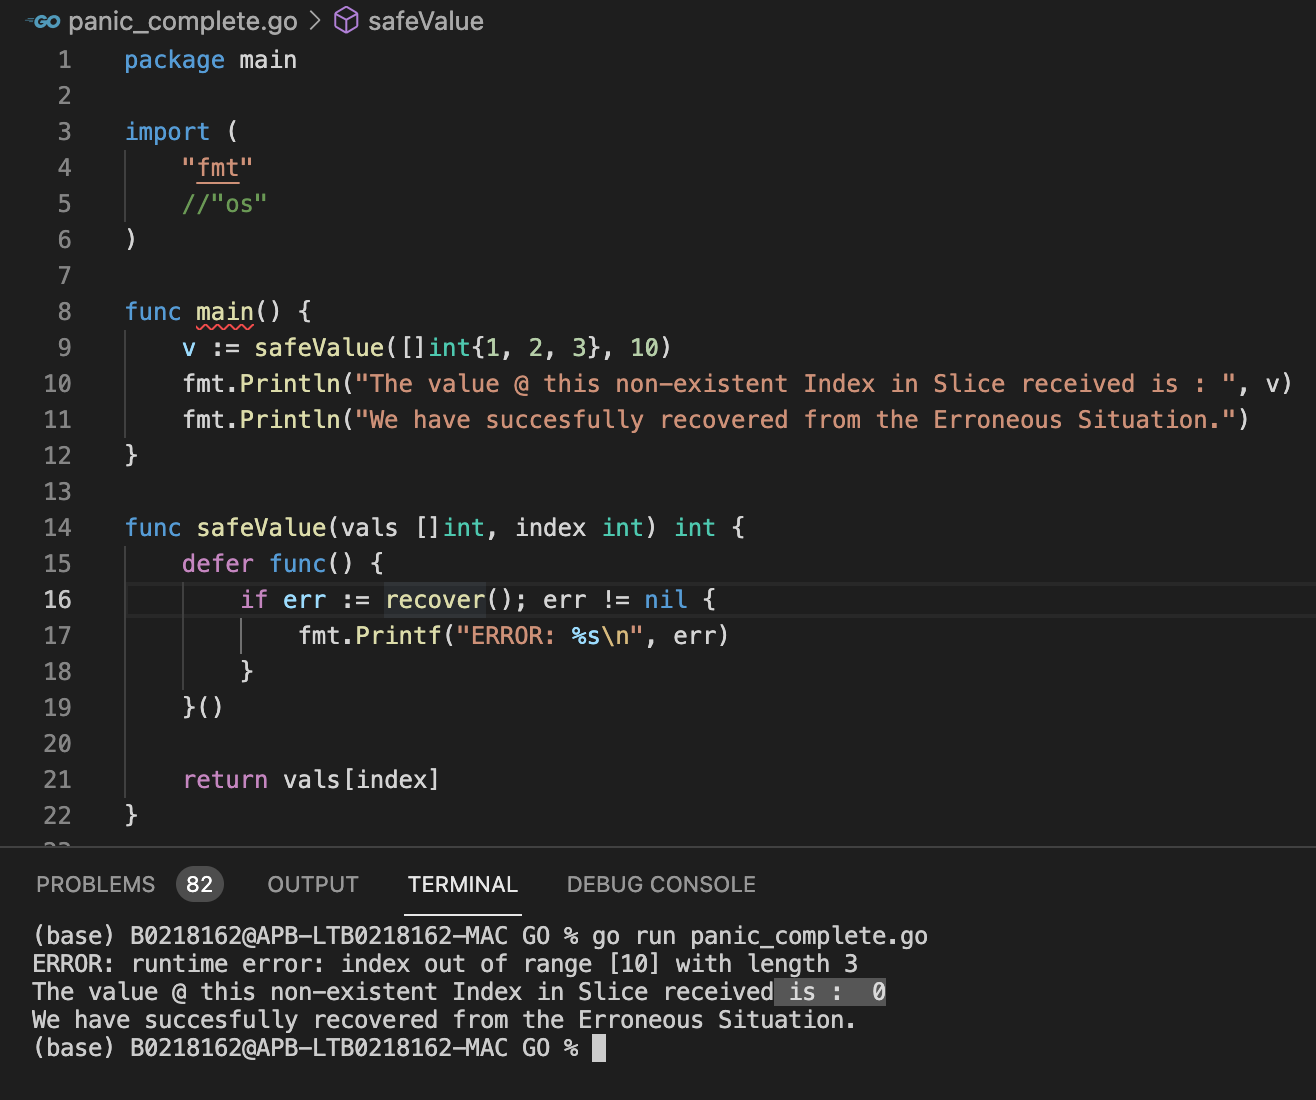 GO panic_complete.go > safeValue
1 package main
2
3 import (
4 "fmt"
5 //"os"
6 )
7
8 func main() {
9 v := safeValue([]int{1, 2, 3}, 10)
10 fmt.Println("The value @ this non-existent Index in Slice received is : ", v)
11 fmt.Println("We have succesfully recovered from the Erroneous Situation.")
12 }
13
14 func safeValue(vals []int, index int) int {
15 defer func() {
16 if err := recover(); err != nil {
17 fmt.Printf("ERROR: %s\n", err)
18 }
19 }()
20
21 return vals[index]
22 }
PROBLEMS 82 OUTPUT TERMINAL DEBUG CONSOLE
(base) B0218162@APB-LTB0218162-MAC GO % go run panic_complete.go
ERROR: runtime error: index out of range [10] with length 3
The value @ this non-existent Index in Slice received is :  0
We have succesfully recovered from the Erroneous Situation.
(base) B0218162@APB-LTB0218162-MAC GO %